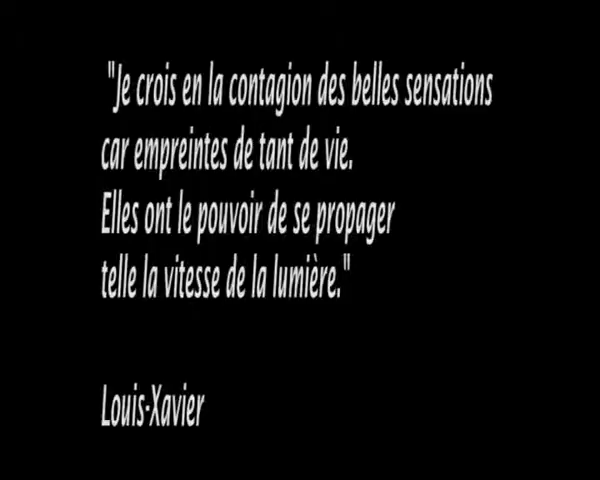 "Je crois en la contagion des belles sensations
car empreintes de tant de vie.
Elles ont le pouvoir de se propager
telle la vitesse de la lumière."
Louis-Xavier